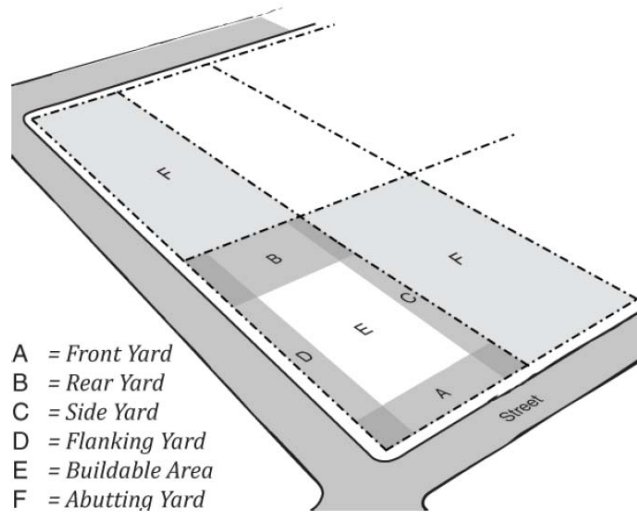 F
B
F
C
E
D
A
Street
A = Front Yard
B = Rear Yard
C = Side Yard
D = Flanking Yard
E = Buildable Area
F = Abutting Yard